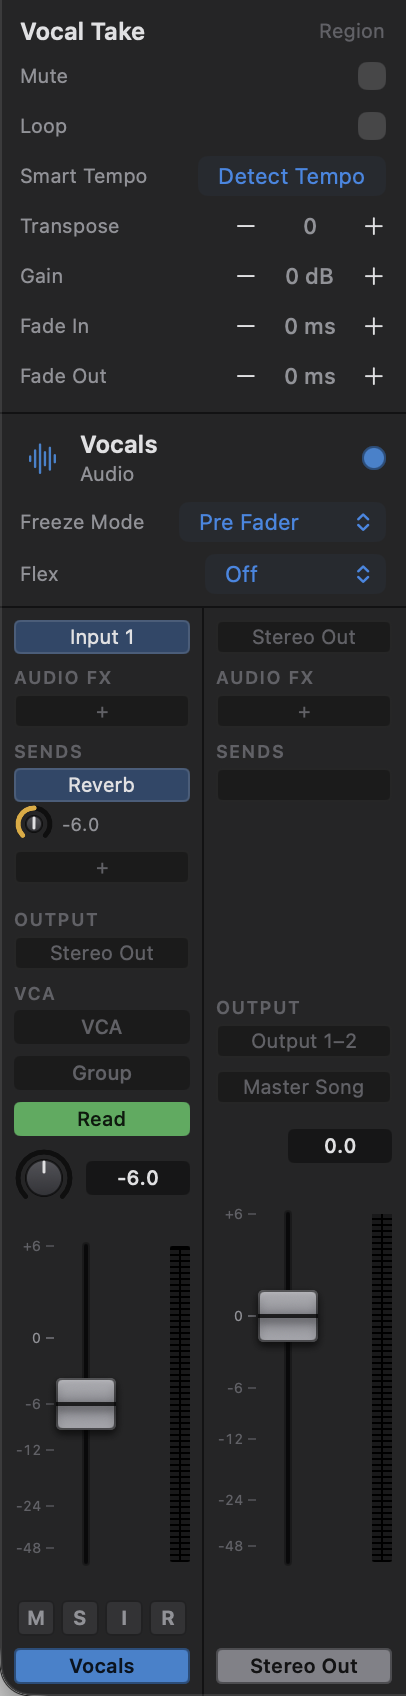 Vocal Take Region
Mute
Loop
Smart Tempo Detect Tempo
Transpose — 0 +
Gain — 0 dB +
Fade In — 0 ms +
Fade Out — 0 ms +
Vocals
Audio
Freeze Mode Pre Fader
Flex Off
Input 1
AUDIO FX
+
SENDS
Reverb
-6.0
+
OUTPUT
Stereo Out
VCA
VCA
Group
Read
-6.0
+6
0
-6
-12
-24
-48
M S I R
Vocals
Stereo Out
AUDIO FX
+
SENDS
OUTPUT
Output 1–2
Master Song
0.0
+6
0
-6
-12
-24
-48
Stereo Out